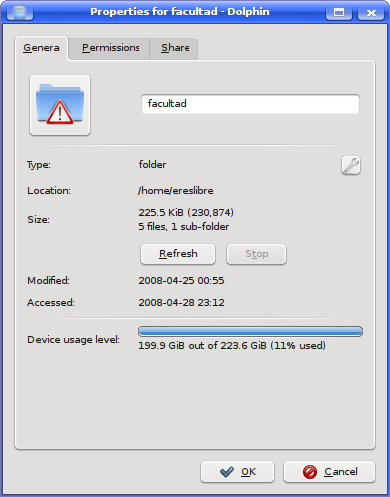 Properties for facultad - Dolphin
Genera Permissions Share
facultad
Type: folder
Location: /home/ereslibre
Size: 225.5 KiB (230,874)
5 files, 1 sub-folder
Refresh Stop
Modified: 2008-04-25 00:55
Accessed: 2008-04-28 23:12
Device usage level:
199.9 GiB out of 223.6 GiB (11% used)
OK Cancel